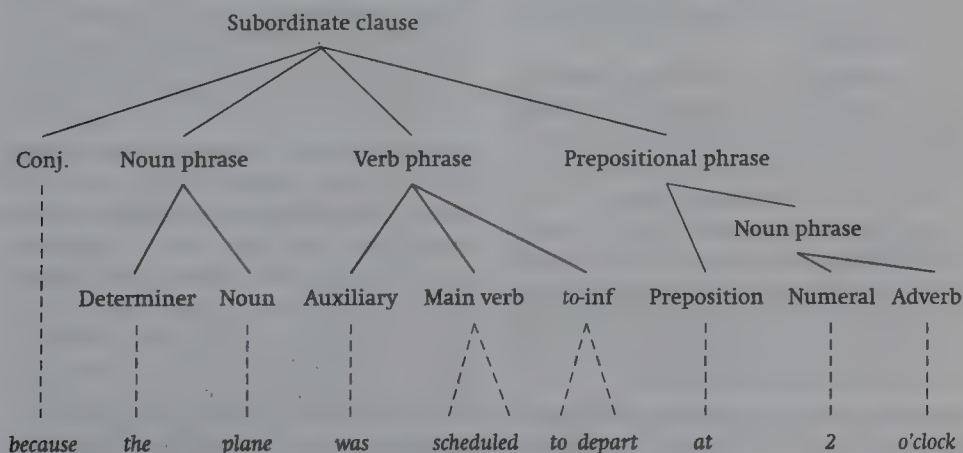 Subordinate clause
Conj. Noun phrase Verb phrase Prepositional phrase
Noun phrase
Determiner Noun Auxiliary Main verb to-inf Preposition Numeral Adverb
because the plane was scheduled to depart at 2 o'clock